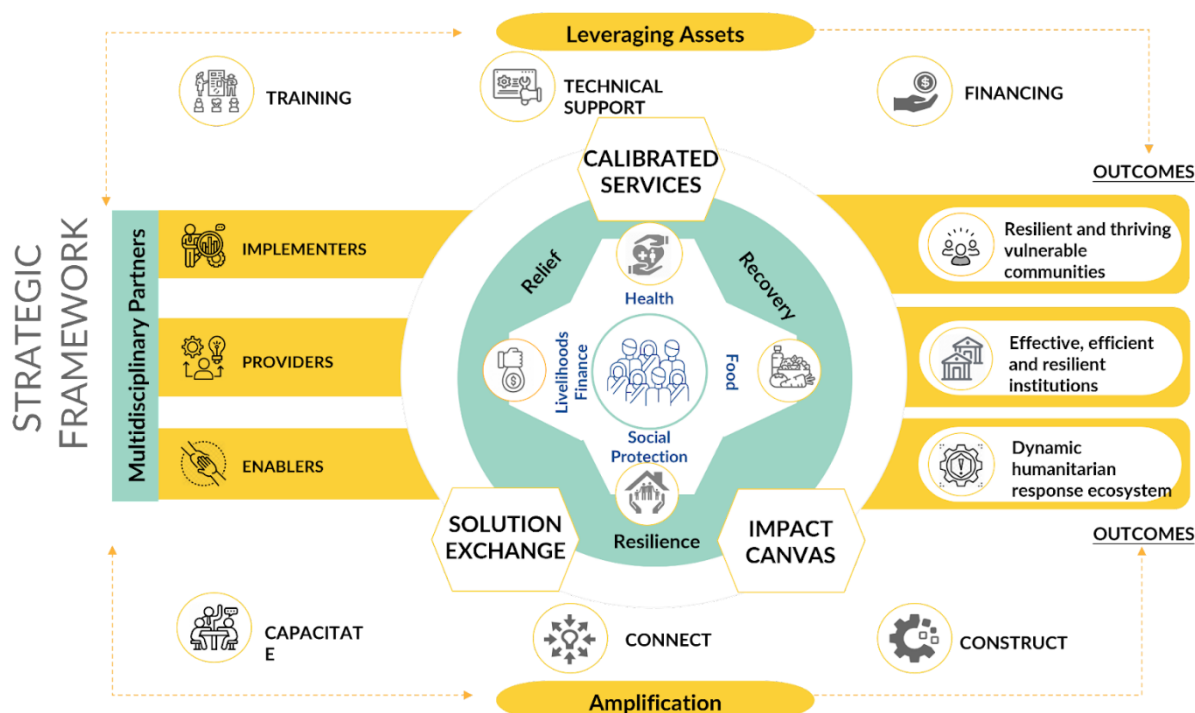 Leveraging Assets
TRAINING
TECHNICAL
SUPPORT
FINANCING
OUTCOMES
STRATEGIC
FRAMEWORK
Multidisciplinary Partners
IMPLEMENTERS
PROVIDERS
ENABLERS
CALIBRATED
SERVICES
Relief
Recovery
Health
Livelihoods
Finance
Food
Social
Protection
Resilience
SOLUTION
EXCHANGE
IMPACT
CANVAS
Resilient and thriving
vulnerable
communities
Effective, efficient
and resilient
institutions
Dynamic
humanitarian
response ecosystem
OUTCOMES
CAPACITAT
E
CONNECT
CONSTRUCT
Amplification